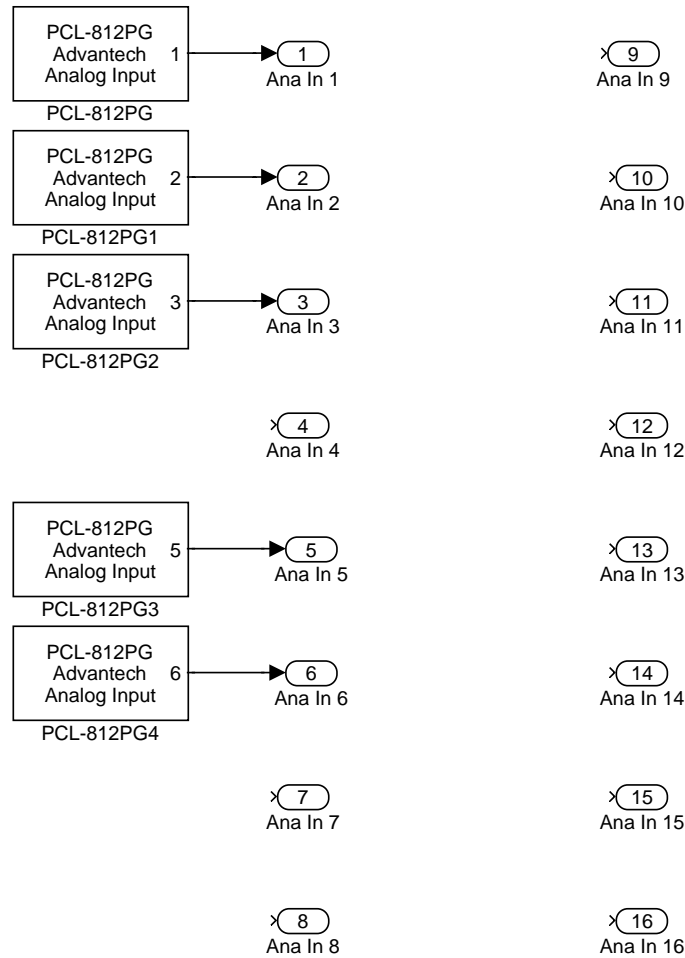 PCL-812PG
Advantech
Analog Input
1
PCL-812PG
1
Ana In 1
9
Ana In 9
PCL-812PG
Advantech
Analog Input
2
PCL-812PG1
2
Ana In 2
10
Ana In 10
PCL-812PG
Advantech
Analog Input
3
PCL-812PG2
3
Ana In 3
11
Ana In 11
4
Ana In 4
12
Ana In 12
PCL-812PG
Advantech
Analog Input
5
PCL-812PG3
5
Ana In 5
13
Ana In 13
PCL-812PG
Advantech
Analog Input
6
PCL-812PG4
6
Ana In 6
14
Ana In 14
7
Ana In 7
15
Ana In 15
8
Ana In 8
16
Ana In 16